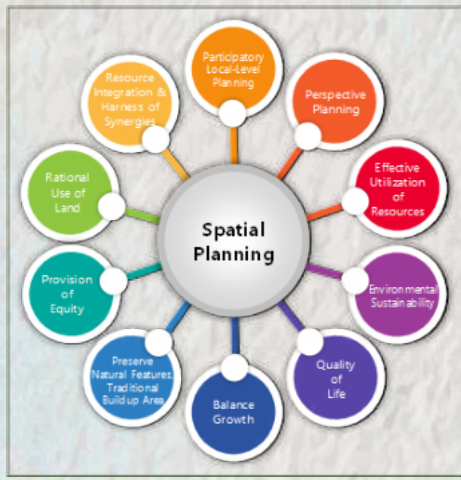 Participatory
Local-Level
Planning
Perspective
Planning
Effective
Utilization
of
Resources
Environmental
Sustainability
Quality
of
Life
Balance
Growth
Preserve
Natural Features,
Traditional
Buildup Area
Provision
of
Equity
Rational
Use of
Land
Resource
Integration &
Harness of
Synergies
Spatial
Planning